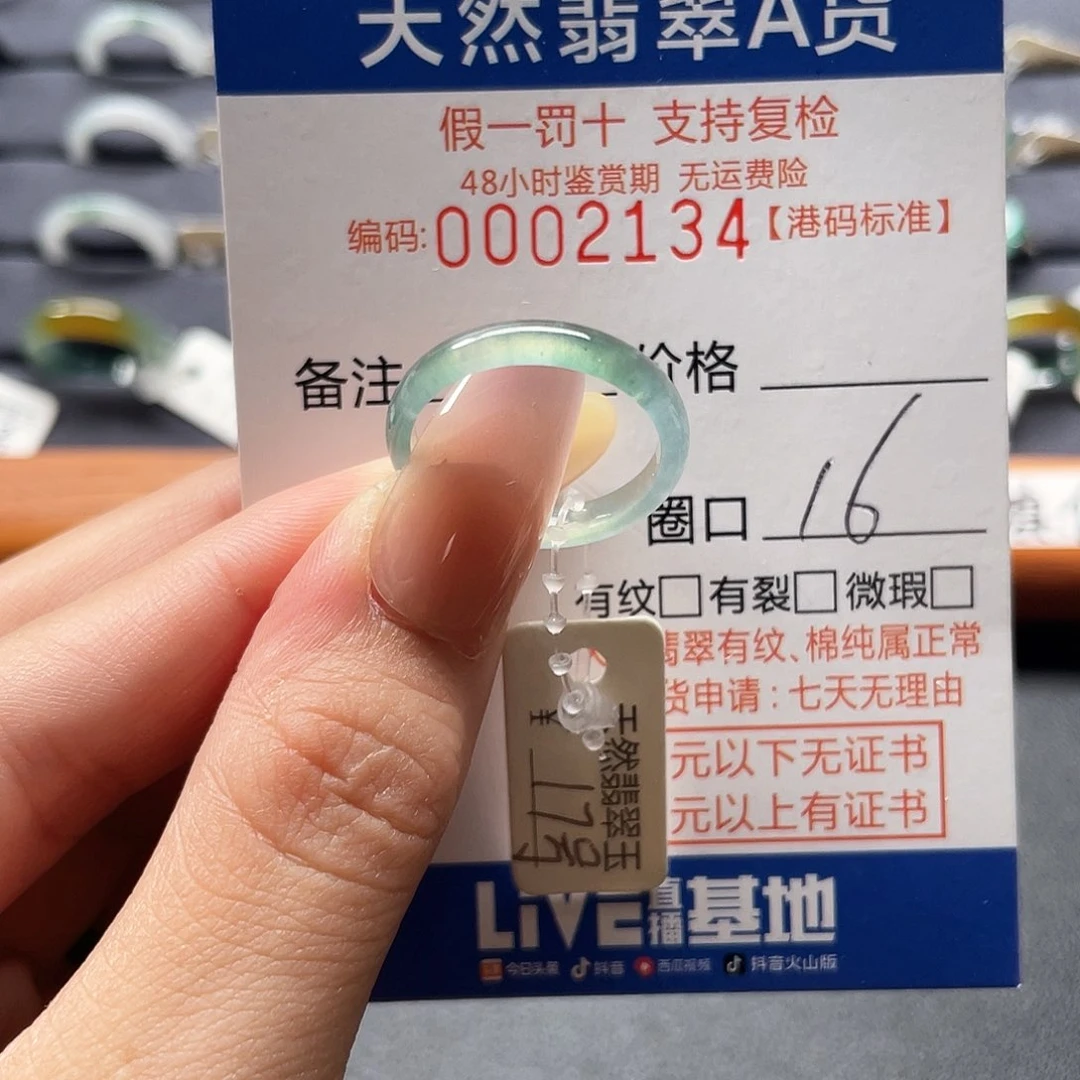 天然翡翠A货
假一罚十 支持复检
48小时鉴赏期 无运费险
编码:0002134【港码标准】
备注 价格
圈口 16
有纹□有裂□微瑕□
翡翠有纹、棉纯属正常
货申请:七天无理由
元以下无证书
元以上有证书
天然翡翠
17号
LiVE直播基地
今日头条 抖音 西瓜视频 抖音火山版